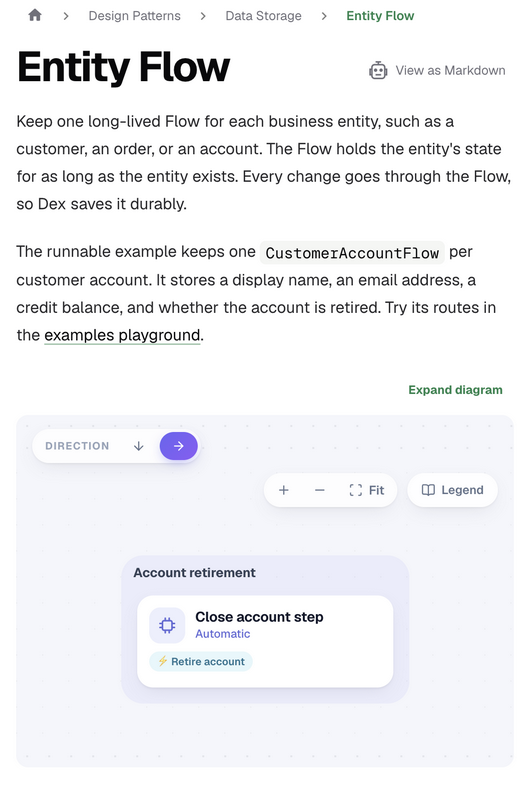 Design Patterns > Data Storage > Entity Flow
Entity Flow
View as Markdown
Keep one long-lived Flow for each business entity, such as a
customer, an order, or an account. The Flow holds the entity's state
for as long as the entity exists. Every change goes through the Flow,
so Dex saves it durably.
The runnable example keeps one CustomerAccountFlow per
customer account. It stores a display name, an email address, a
credit balance, and whether the account is retired. Try its routes in
the examples playground.
Expand diagram
DIRECTION
Fit
Legend
Account retirement
Close account step
Automatic
⚡ Retire account